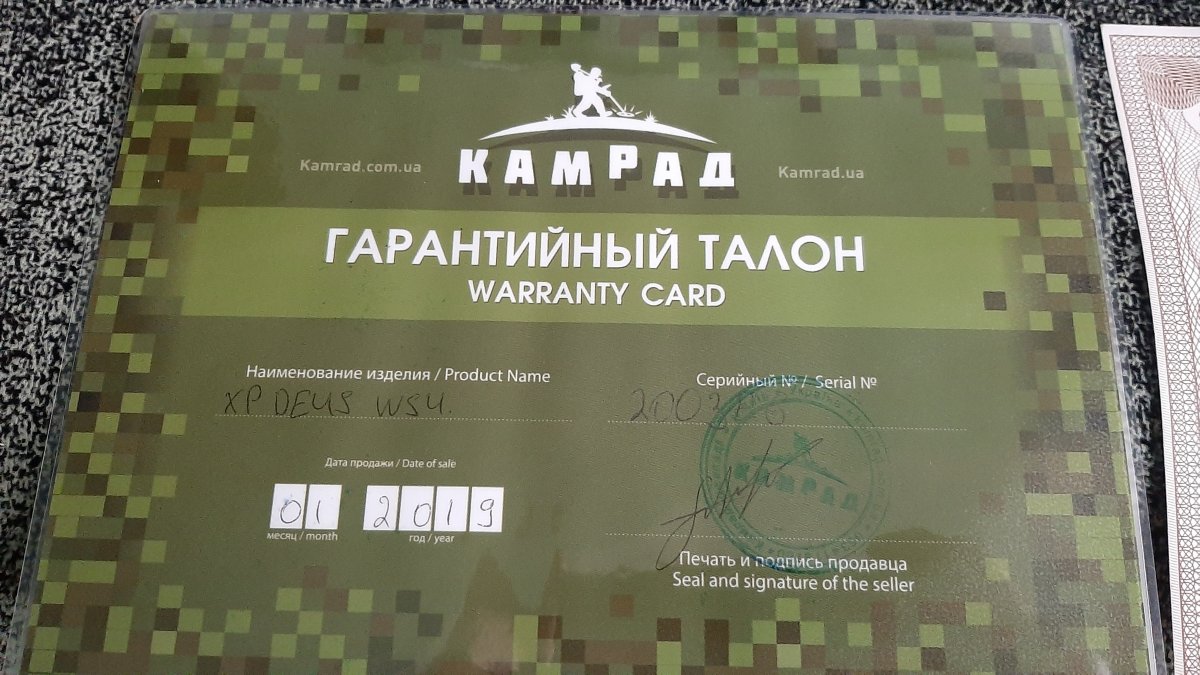 Kamrad.com.ua
КАМРАД
Kamrad.ua
ГАРАНТИЙНЫЙ ТАЛОН
WARRANTY CARD
Наименование изделия / Product Name
Серийный № / Serial №
XP DEUS WS4.
Дата продажи / Date of sale
01 2019
месяц / month
год / year
КАМРАД
Печать и подпись продавца
Seal and signature of the seller